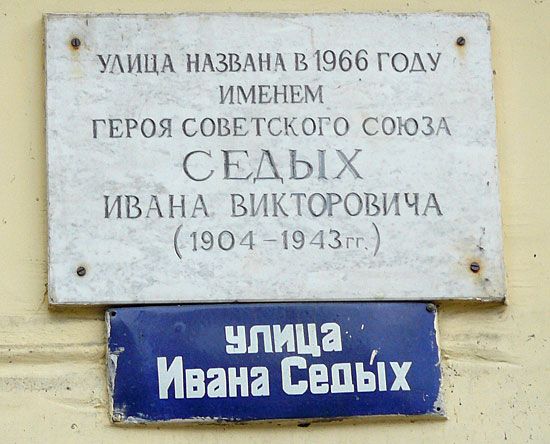 УЛИЦА НАЗВАНА В 1966 ГОДУ
ИМЕНЕМ
ГЕРОЯ СОВЕТСКОГО СОЮЗА
СЕДЫХ
ИВАНА ВИКТОРОВИЧА
(1904-1943гг.)
улица
Ивана Седых